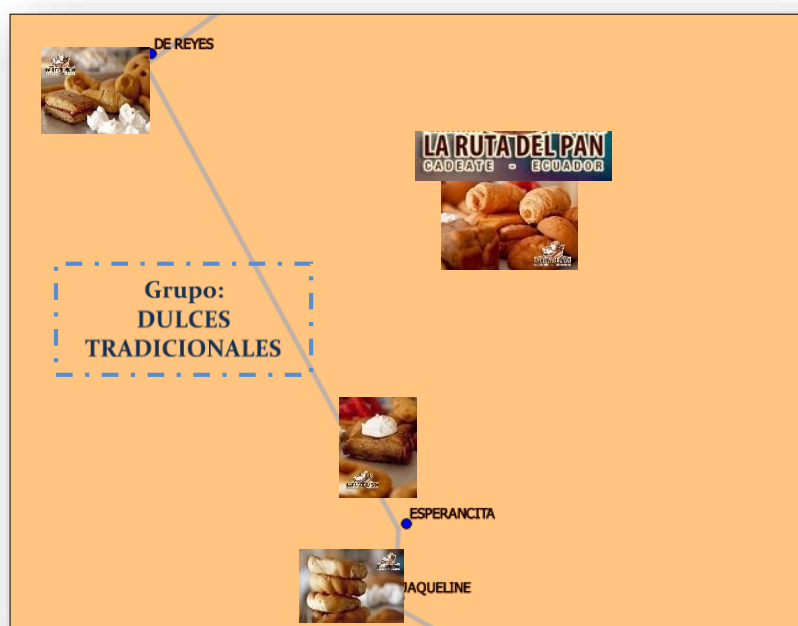 DE REYES
LA RUTA DEL PAN
CADEATE - ECUADOR
Grupo:
DULCES
TRADICIONALES
ESPERANCITA
JAQUELINE